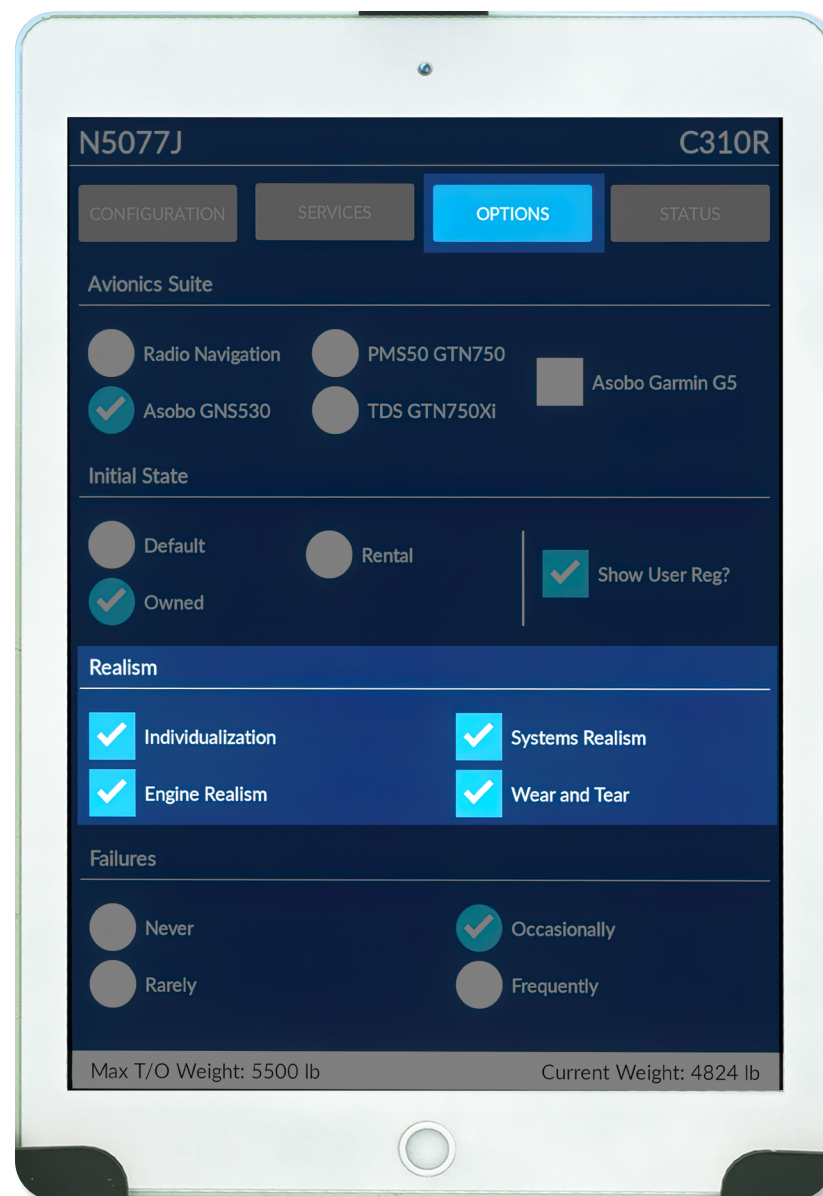 N5077J C310R
CONFIGURATION SERVICES OPTIONS STATUS
Avionics Suite
Radio Navigation PMS50 GTN750
Asobo Garmin G5
Asobo GNS530 TDS GTN750Xi
Initial State
Default Rental
Show User Reg?
Owned
Realism
Individualization Systems Realism
Engine Realism Wear and Tear
Failures
Never Occasionally
Rarely Frequently
Max T/O Weight: 5500 lb Current Weight: 4824 lb